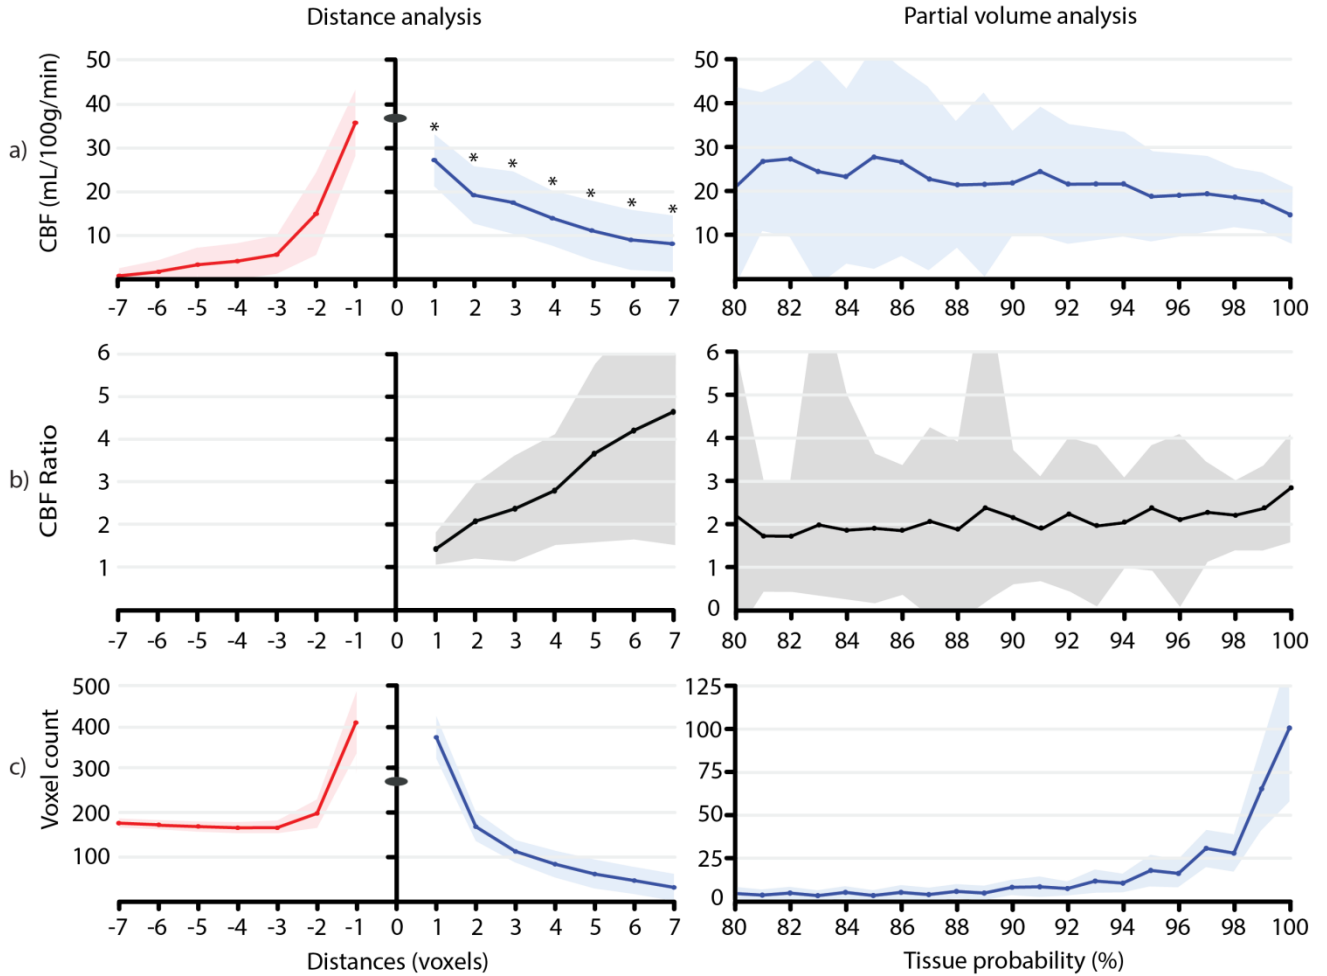 Distance analysis
Partial volume analysis
a)
CBF (mL/100g/min)
50
40
30
20
10
* * * * * * *
-7 -6 -5 -4 -3 -2 -1 0 1 2 3 4 5 6 7
50
40
30
20
10
80 82 84 86 88 90 92 94 96 98 100
b)
CBF Ratio
6
5
4
3
2
1
-7 -6 -5 -4 -3 -2 -1 0 1 2 3 4 5 6 7
6
5
4
3
2
1
0
80 82 84 86 88 90 92 94 96 98 100
c)
Voxel count
500
400
300
200
100
-7 -6 -5 -4 -3 -2 -1 0 1 2 3 4 5 6 7
Distances (voxels)
125
100
75
50
25
0
80 82 84 86 88 90 92 94 96 98 100
Tissue probability (%)